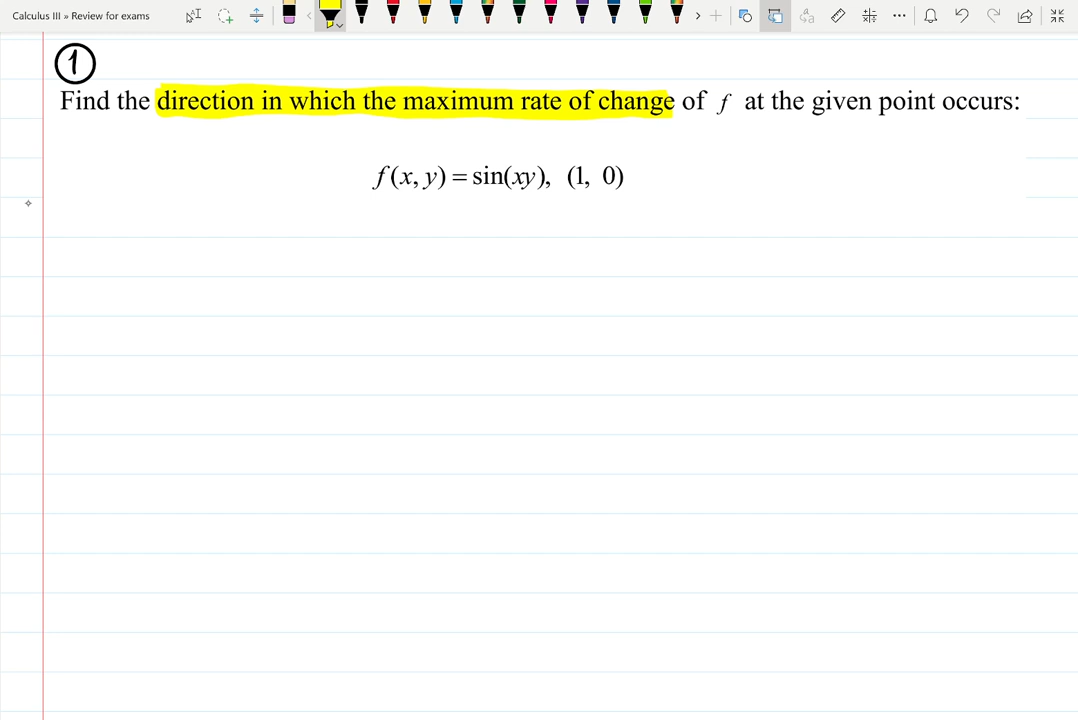 Calculus III » Review for exams
1
Find the direction in which the maximum rate of change of f at the given point occurs:
f(x, y) = sin(xy), (1, 0)